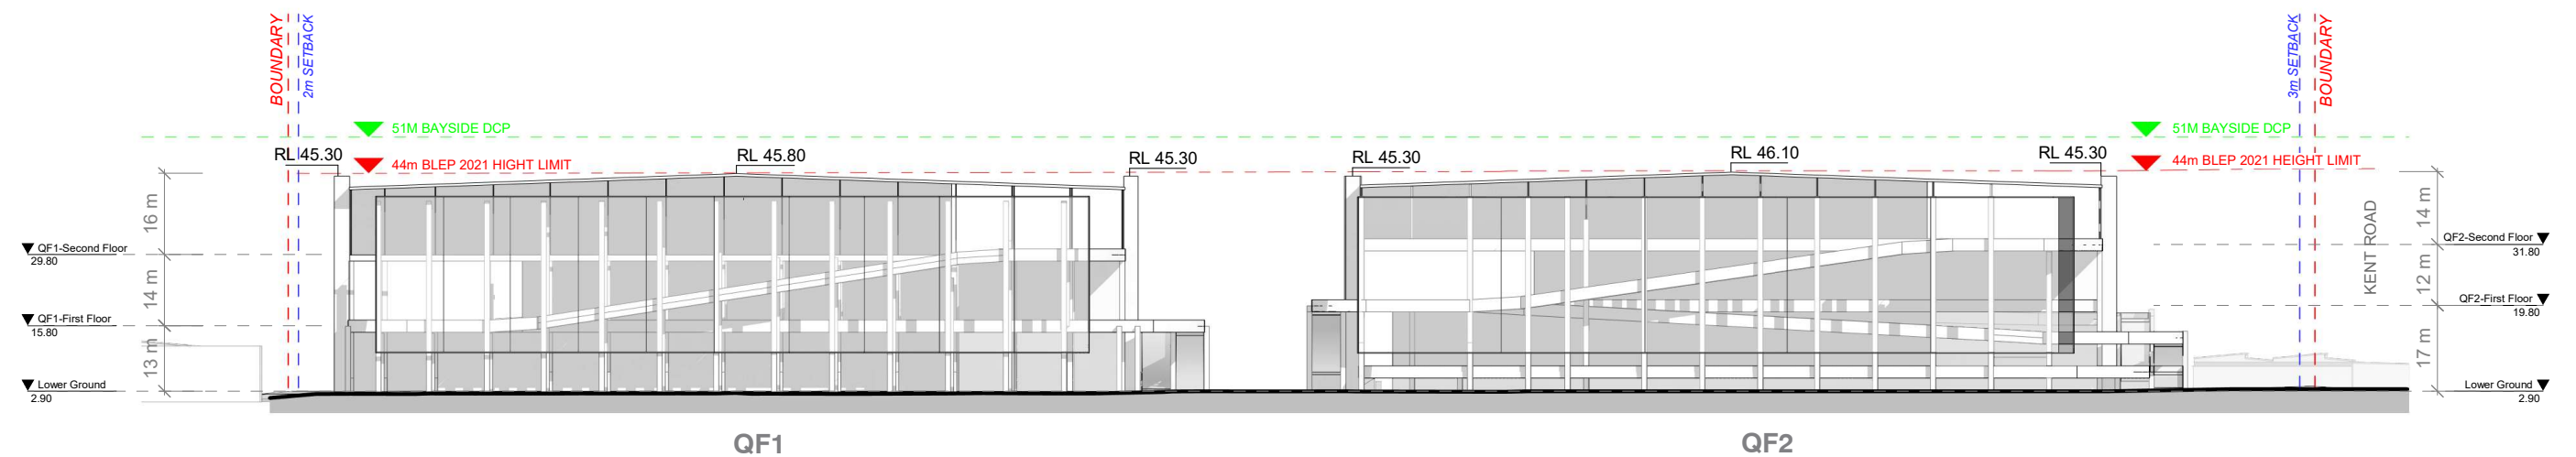 BOUNDARY
2m SETBACK
3m SETBACK
BOUNDARY
51M BAYSIDE DCP
51M BAYSIDE DCP
RL 45.30
44m BLEP 2021 HIGHT LIMIT
RL 45.80
RL 45.30
RL 45.30
RL 46.10
RL 45.30
44m BLEP 2021 HEIGHT LIMIT
16 m
14 m
QF1-Second Floor
29.80
KENT ROAD
QF2-Second Floor
31.80
14 m
12 m
QF1-First Floor
15.80
QF2-First Floor
19.80
13 m
17 m
Lower Ground
2.90
Lower Ground
2.90
QF1
QF2